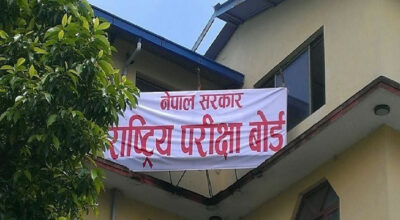 नेपाल सरकार
राष्ट्रिय परीक्षा बोर्ड